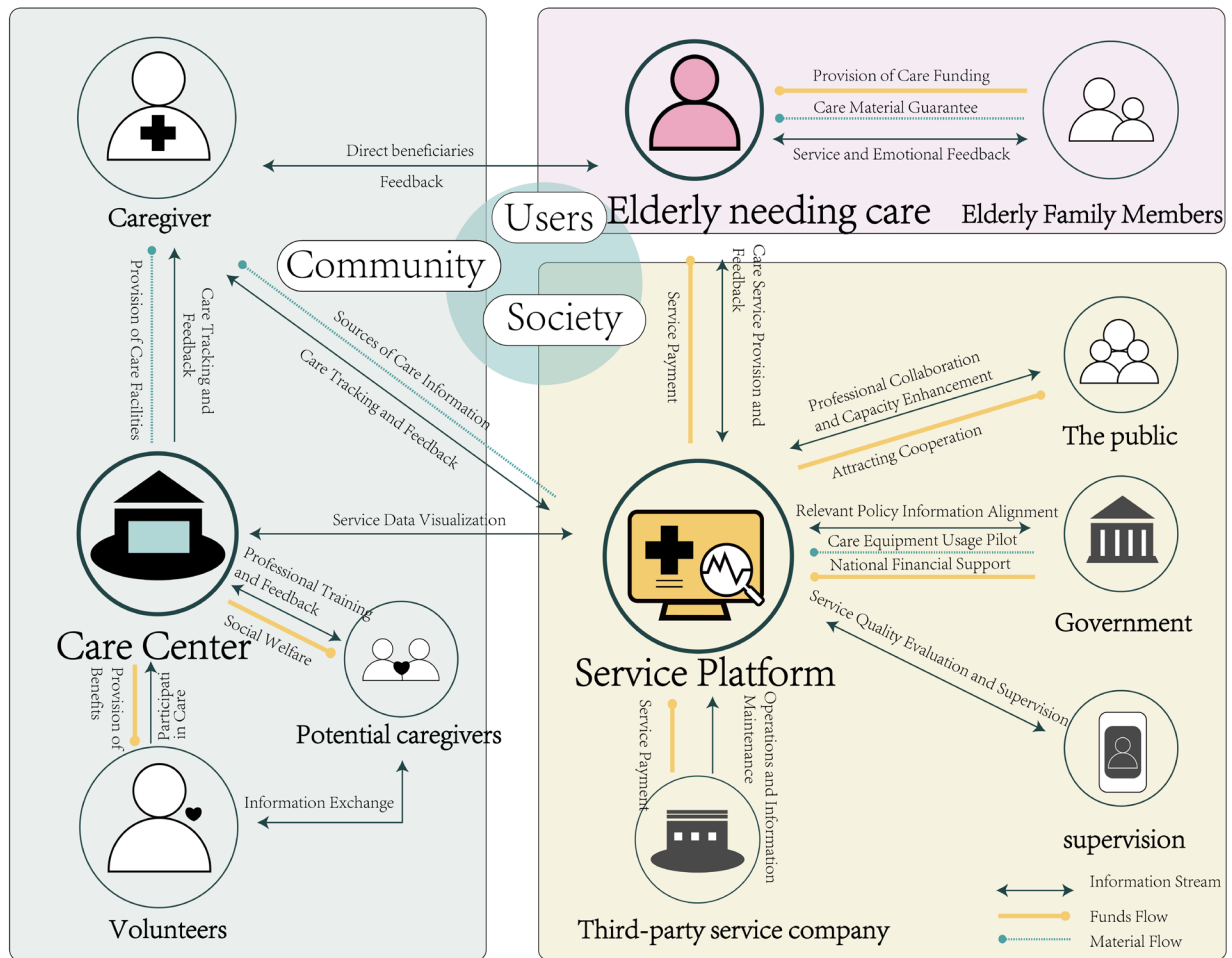 Caregiver
Direct beneficiaries
Feedback
Provision of Care Funding
Care Material Guarantee
Service and Emotional Feedback
Elderly needing care
Elderly Family Members
Users
Community
Society
Provision of Care Facilities
Care Tracking and
Feedback
Sources of Care Information
Care Tracking and Feedback
Service Payment
Care Service Provision and
Feedback
Professional Collaboration
and Capacity Enhancement
Attracting Cooperation
The public
Service Data Visualization
Relevant Policy Information Alignment
Care Equipment Usage Pilot
National Financial Support
Government
Professional Training
and Feedback
Social Welfare
Care Center
Service Platform
Service Quality Evaluation and Supervision
Provision of
Benefits
Participan
in Care
Potential caregivers
Service Payment
Operations and Information
Maintenance
Information Exchange
supervision
Volunteers
Third-party service company
Information Stream
Funds Flow
Material Flow